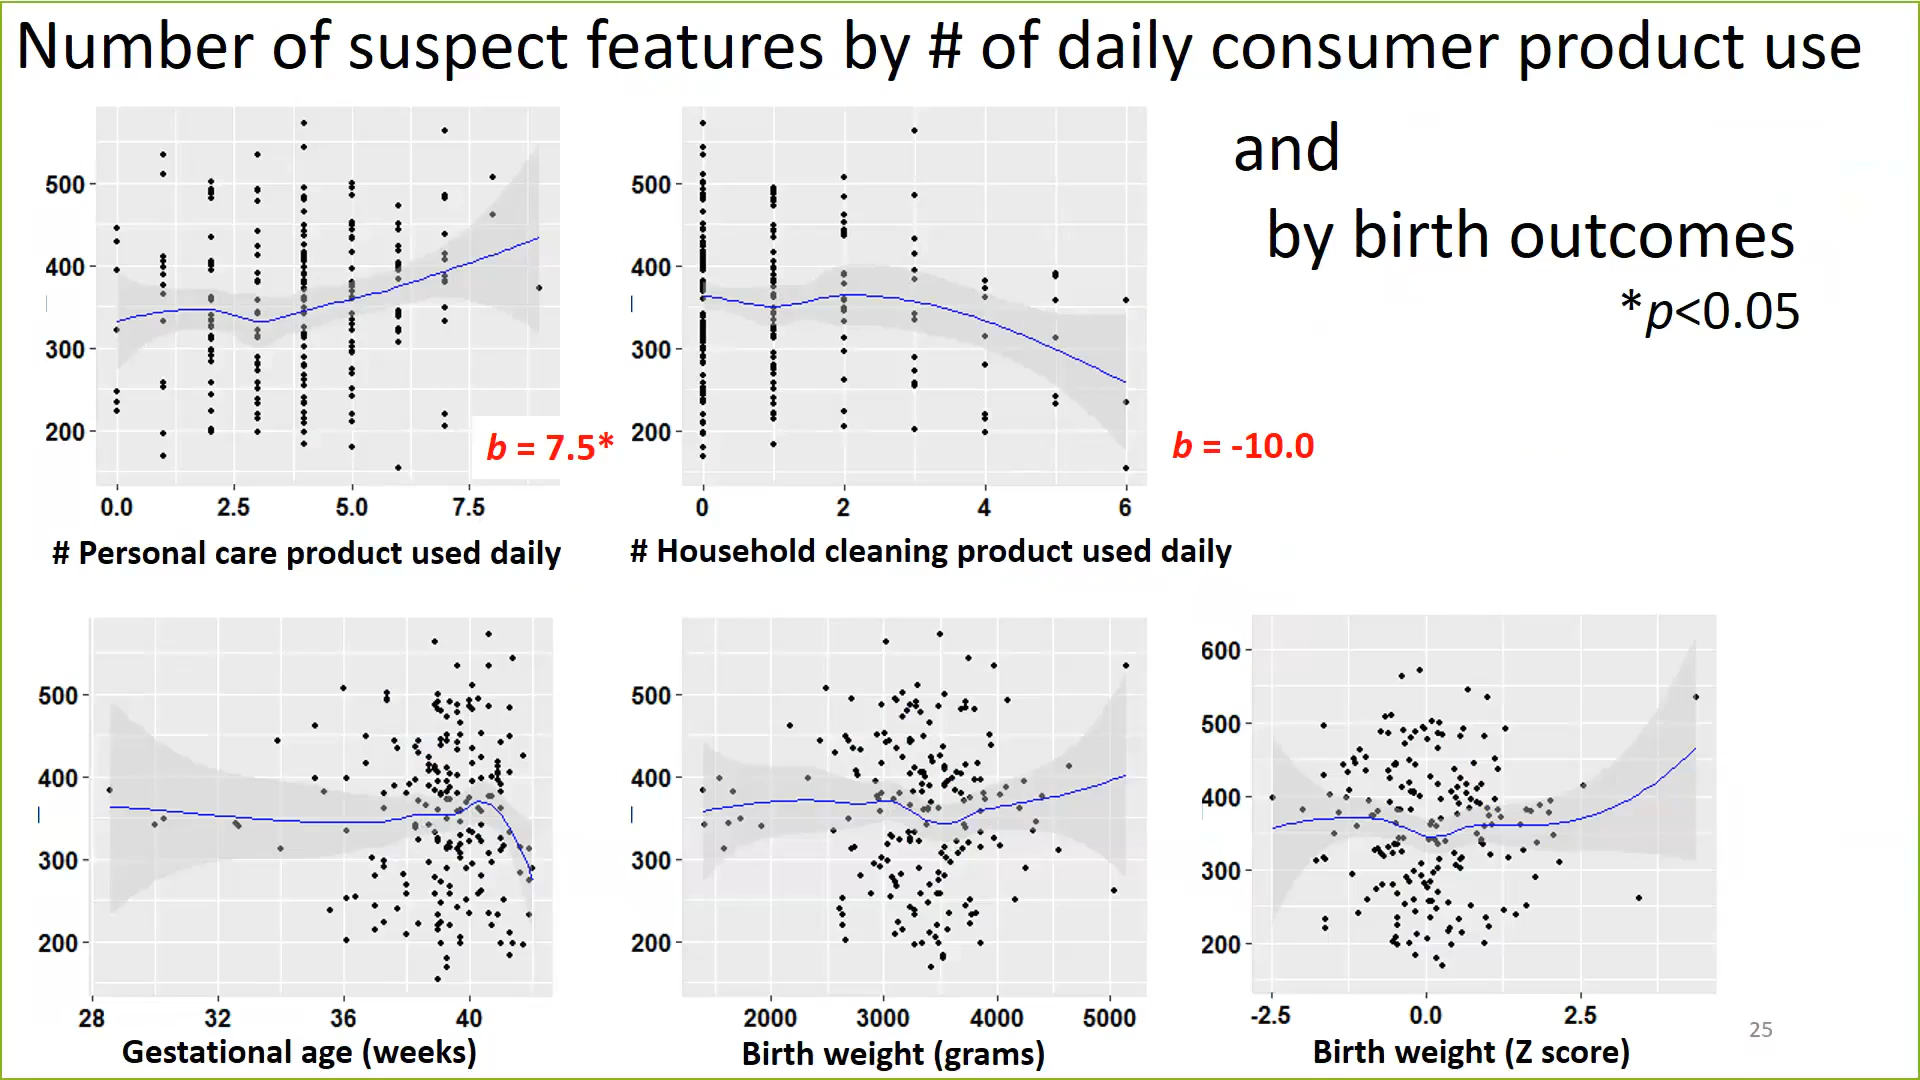 Number of suspect features by # of daily consumer product use
and
by birth outcomes
*p<0.05
500
400
300
200
0.0 2.5 5.0 7.5
b = 7.5*
# Personal care product used daily
500
400
300
200
0 2 4 6
b = -10.0
# Household cleaning product used daily
500
400
300
200
28 32 36 40
Gestational age (weeks)
500
400
300
200
2000 3000 4000 5000
Birth weight (grams)
600
500
400
300
200
-2.5 0.0 2.5
Birth weight (Z score)
25